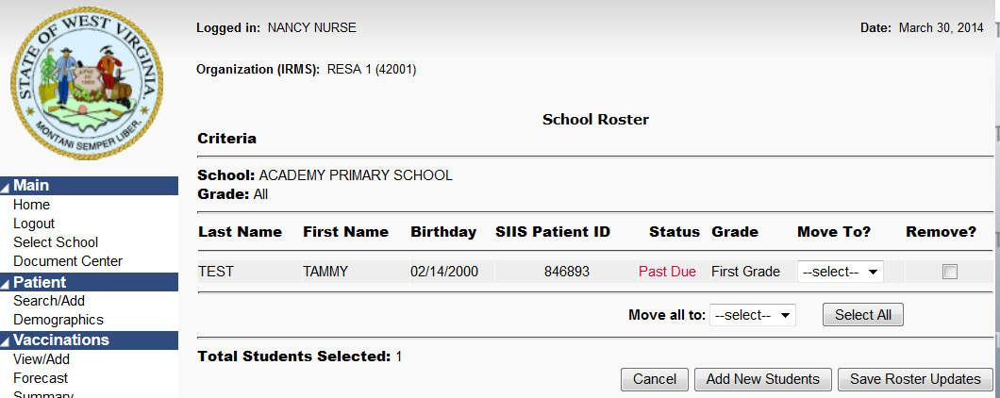 STATE OF WEST VIRGINIA
MONTANI SEMPER LIBERI
Logged in: NANCY NURSE
Date: March 30, 2014
Organization (IRMS): RESA 1 (42001)
Main
Home
Logout
Select School
Document Center
Patient
Search/Add
Demographics
Vaccinations
View/Add
Forecast
Summary
School Roster
Criteria
School: ACADEMY PRIMARY SCHOOL
Grade: All
Last Name First Name Birthday SIIS Patient ID Status Grade Move To? Remove?
TEST TAMMY 02/14/2000 846893 Past Due First Grade --select--
Move all to: --select-- Select All
Total Students Selected: 1
Cancel Add New Students Save Roster Updates